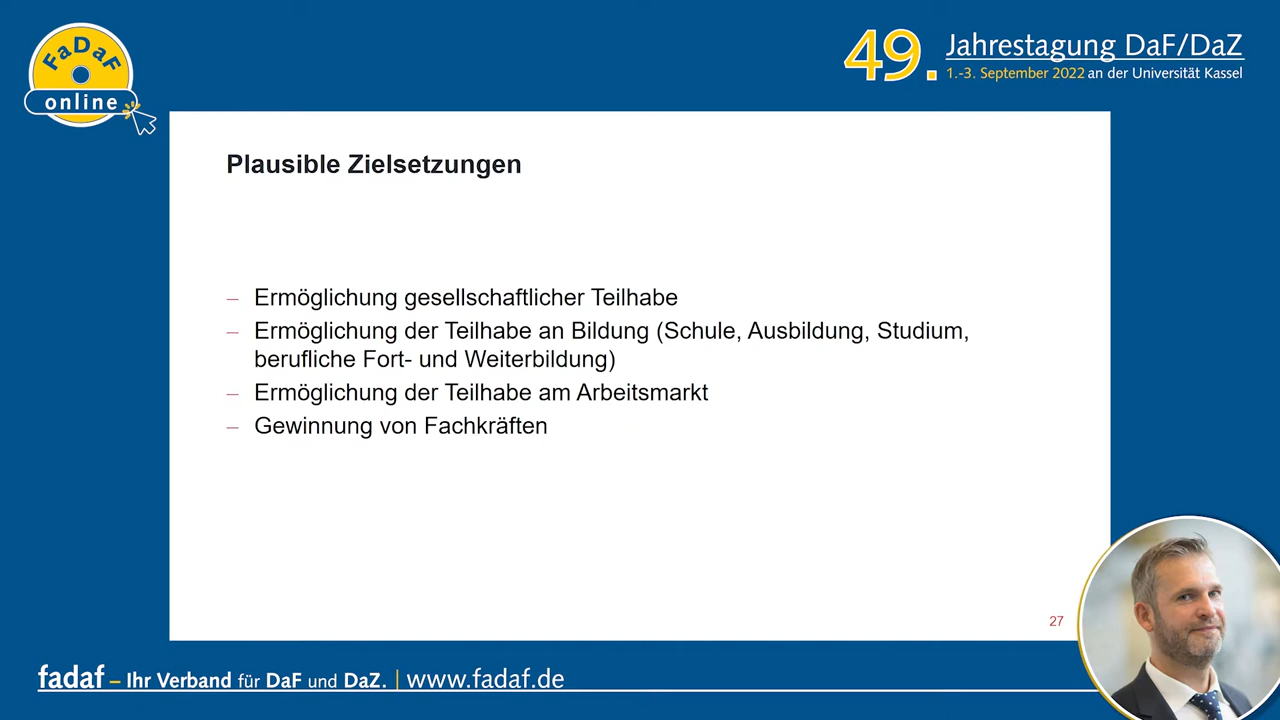 FaDaF
online
49. Jahrestagung DaF/DaZ
1.-3. September 2022 an der Universität Kassel
Plausible Zielsetzungen
– Ermöglichung gesellschaftlicher Teilhabe
– Ermöglichung der Teilhabe an Bildung (Schule, Ausbildung, Studium,
berufliche Fort- und Weiterbildung)
– Ermöglichung der Teilhabe am Arbeitsmarkt
– Gewinnung von Fachkräften
27
fadaf – Ihr Verband für DaF und DaZ. | www.fadaf.de